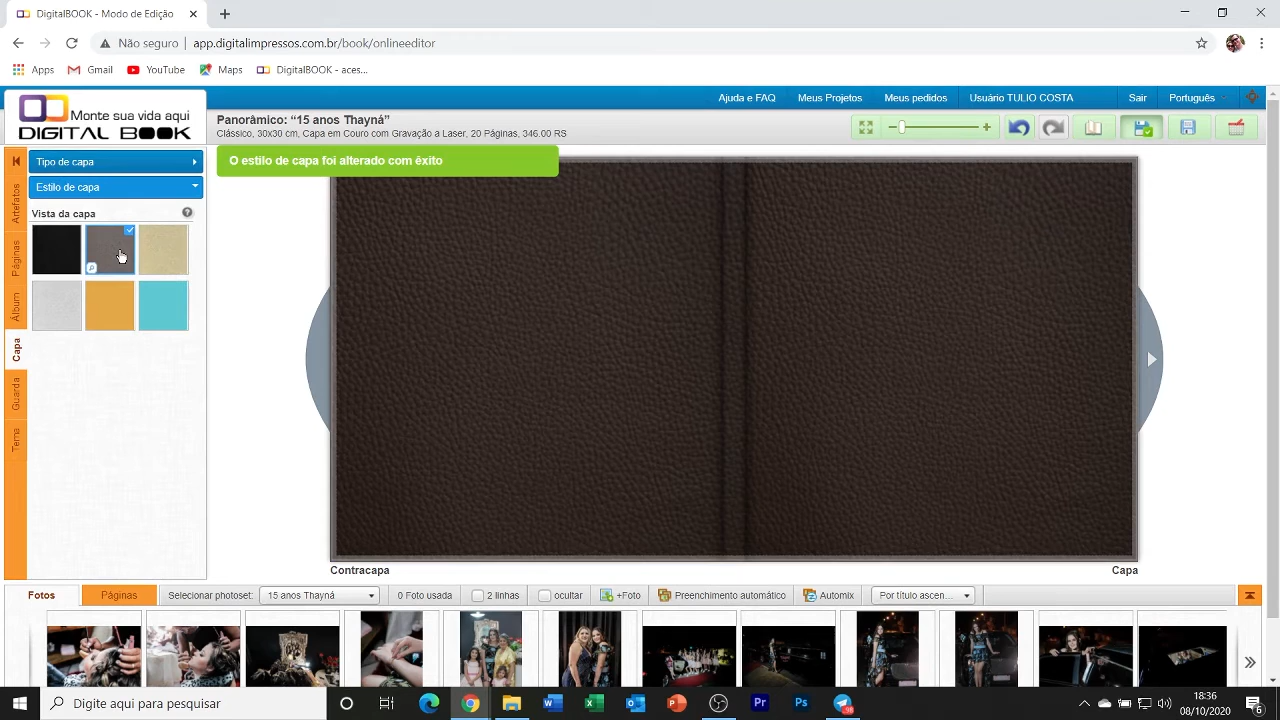 DigitalBOOK - Modo de Edição
Não seguro
app.digitalimpressos.com.br/book/onlineeditor
Apps
Gmail
YouTube
Maps
DigitalBOOK - aces...
Monte sua vida aqui
DIGITAL BOOK
Ajuda e FAQ
Meus Projetos
Meus pedidos
Usuário TULIO COSTA
Sair
Português
Panorâmico: “15 anos Thayná”
Clássico, 30x30 cm, Capa em Couro com Gravação à Laser, 20 Páginas, 346.00 R$
O estilo de capa foi alterado com êxito
Tipo de capa
Estilo de capa
Vista da capa
Artefatos
Páginas
Álbum
Capa
Guarda
Tema
Contracapa
Capa
Fotos
Páginas
Selecionar photoset:
15 anos Thayná
0 Foto usada
2 linhas
ocultar
+Foto
Preenchimento automático
Automix
Por título ascen...
Digite aqui para pesquisar
98
18:36
08/10/2020
6